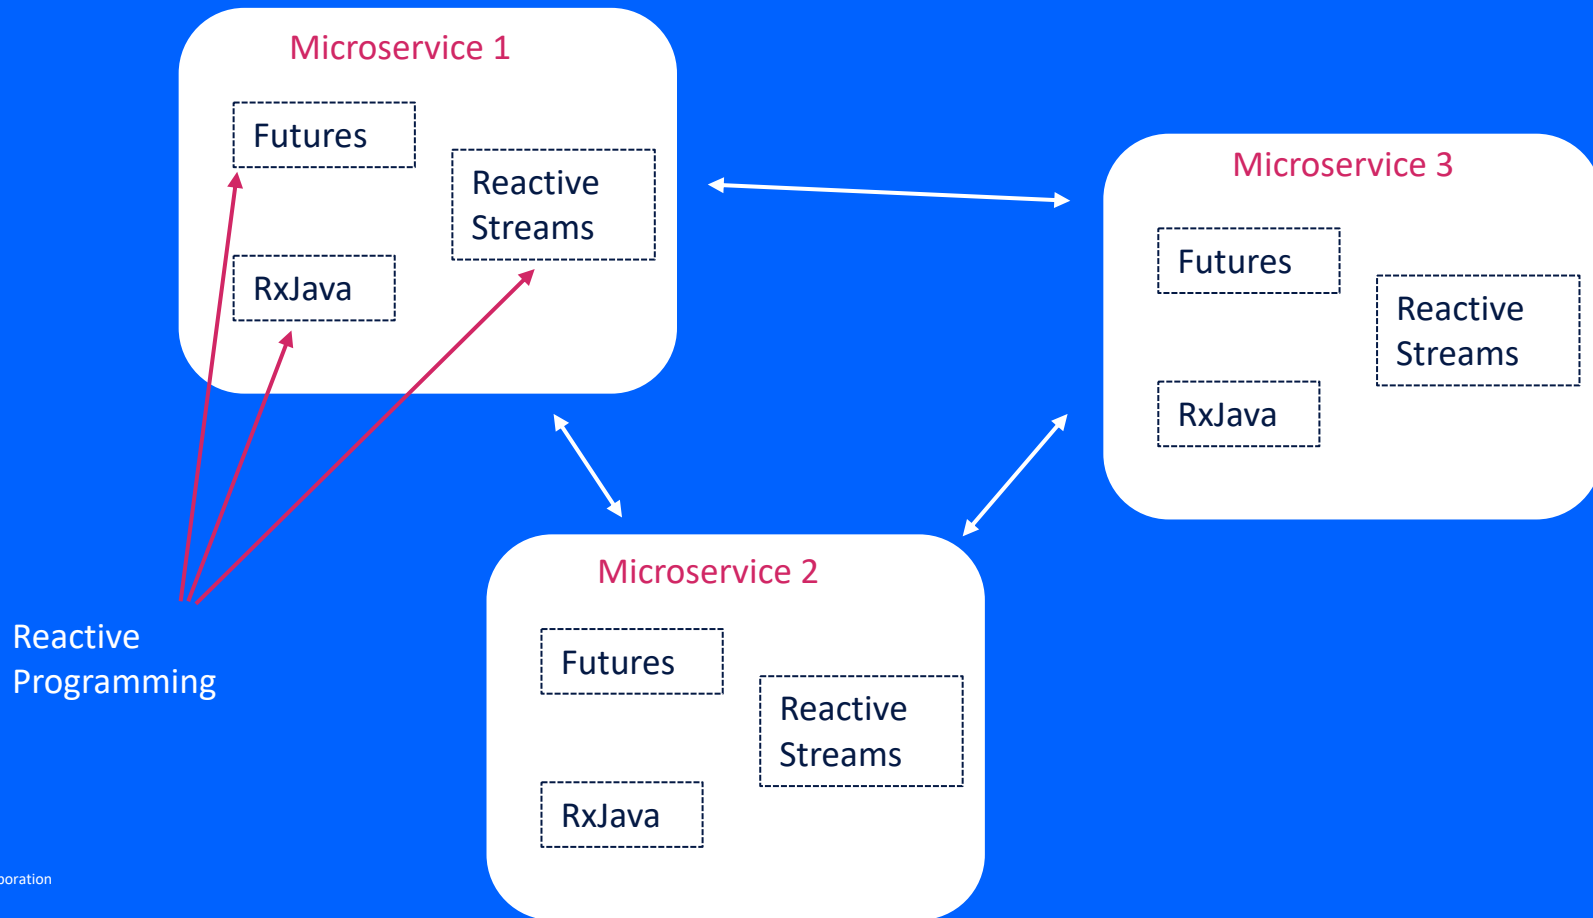 Microservice 1
Futures
Reactive
Streams
RxJava
Microservice 3
Futures
Reactive
Streams
RxJava
Microservice 2
Futures
Reactive
Streams
RxJava
Reactive
Programming